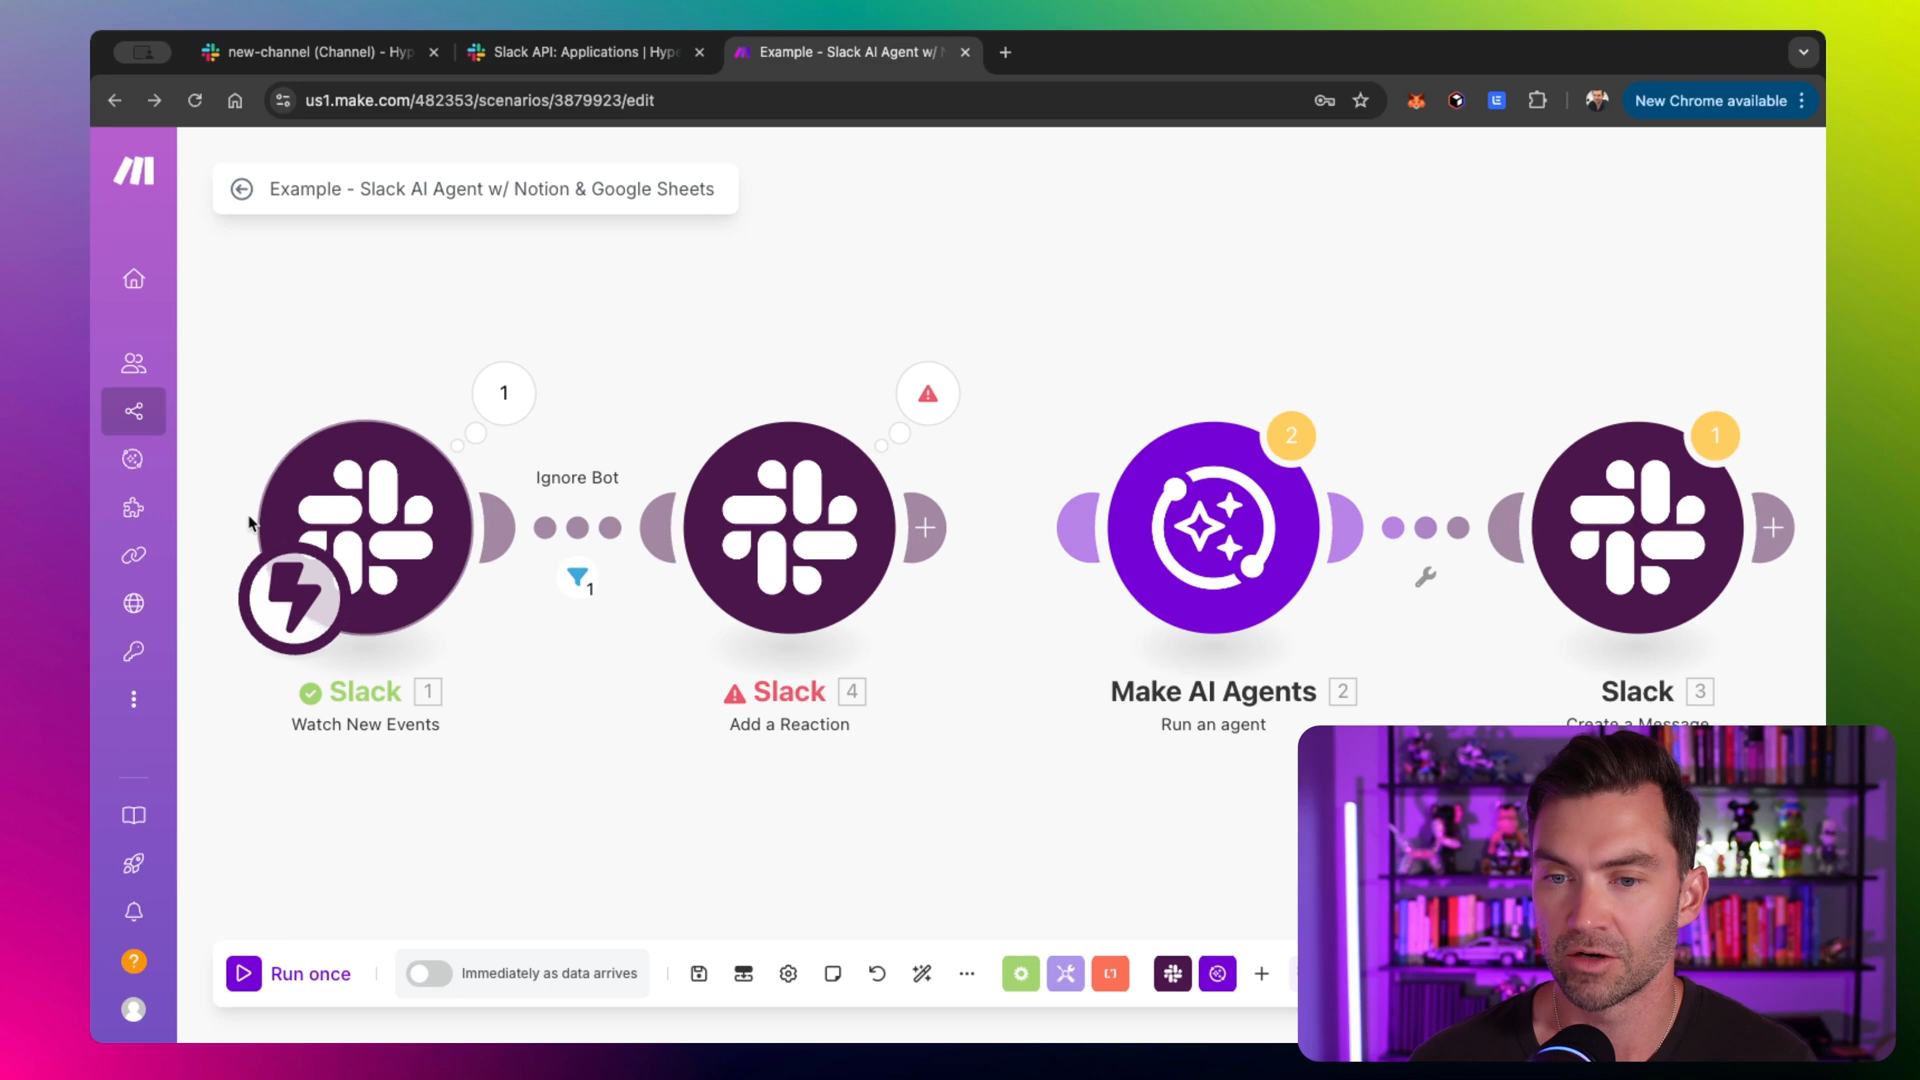 new-channel (Channel) - Hyp
Slack API: Applications | Hype
Example - Slack AI Agent w/ N
us1.make.com/482353/scenarios/3879923/edit
New Chrome available
Example - Slack AI Agent w/ Notion & Google Sheets
1
2
1
Ignore Bot
1
Slack 1
Watch New Events
Slack 4
Add a Reaction
Make AI Agents 2
Run an agent
Slack 3
Create a Message
?
Run once
Immediately as data arrives